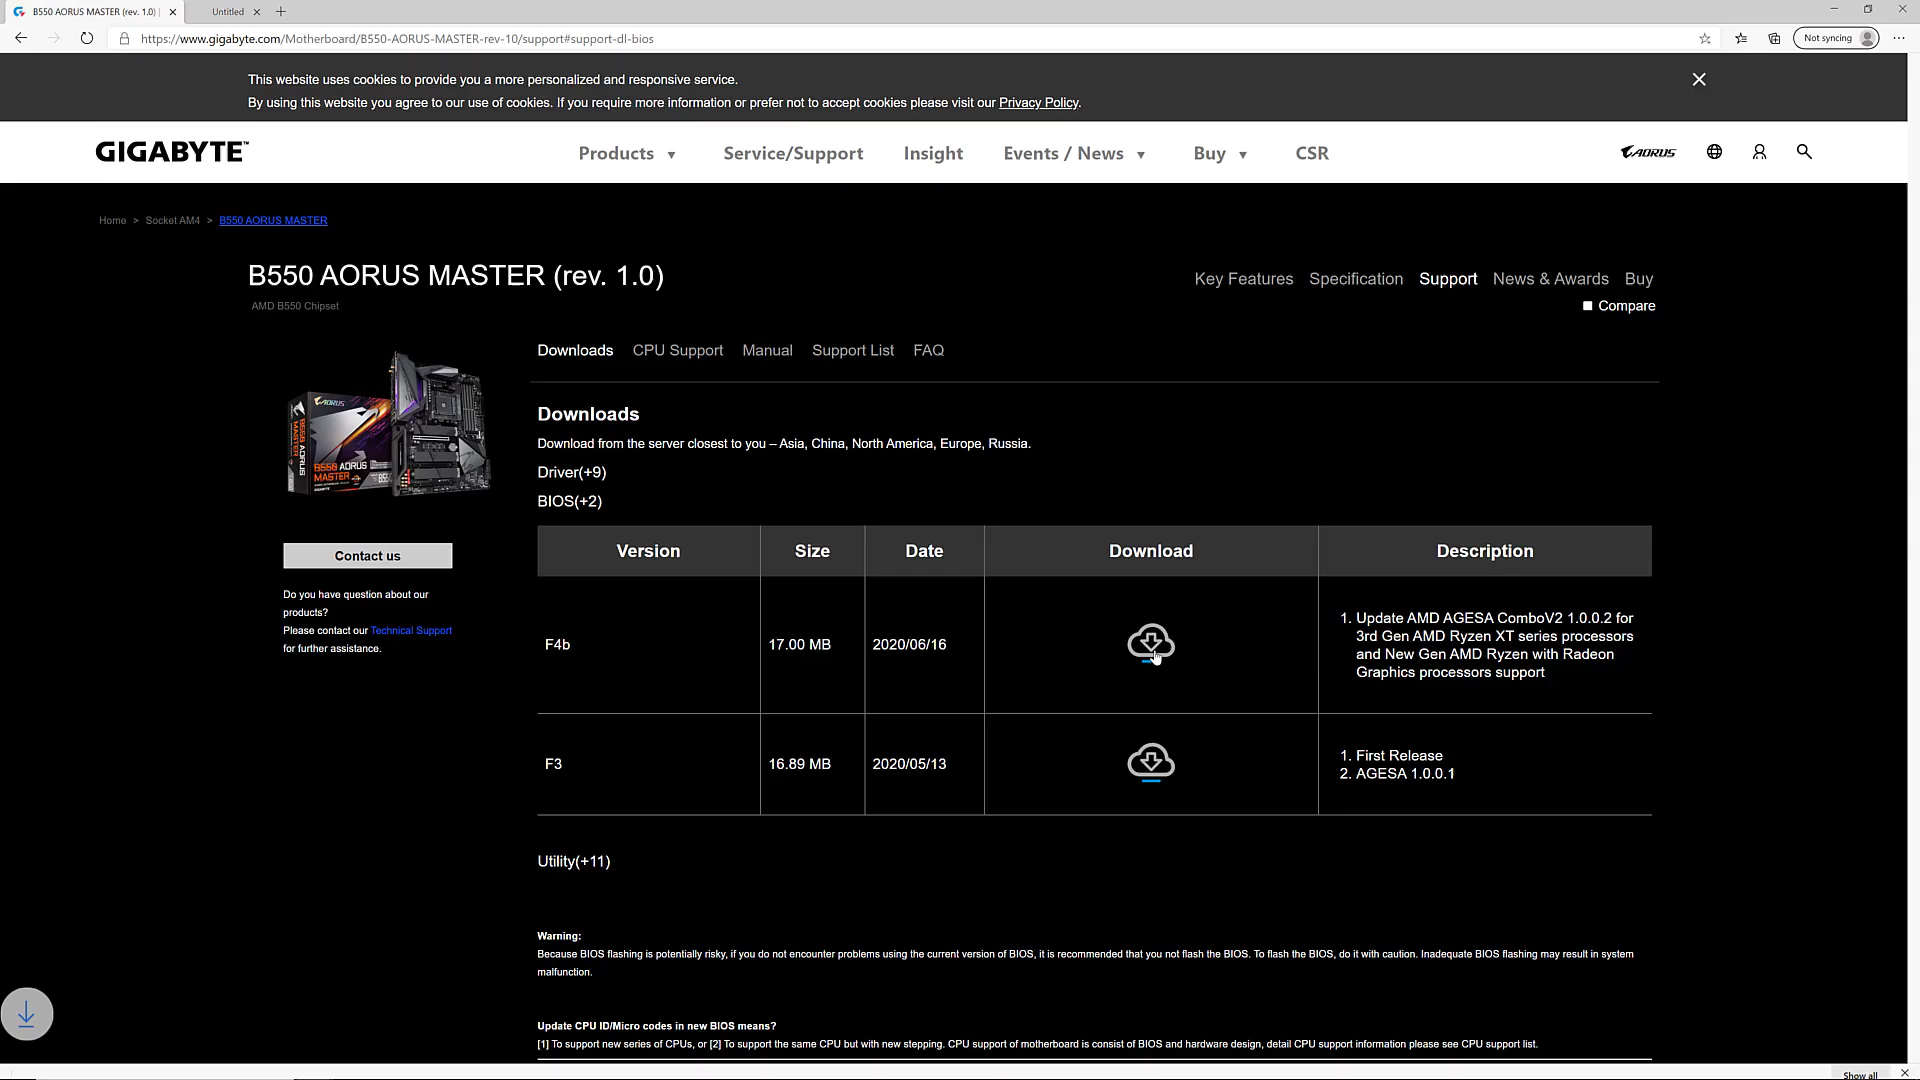 B550 AORUS MASTER (rev. 1.0) |
Untitled
https://www.gigabyte.com/Motherboard/B550-AORUS-MASTER-rev-10/support#support-dl-bios
Not syncing
This website uses cookies to provide you a more personalized and responsive service.
By using this website you agree to our use of cookies. If you require more information or prefer not to accept cookies please visit our Privacy Policy.
GIGABYTE™
Products
Service/Support
Insight
Events / News
Buy
CSR
AORUS
Home > Socket AM4 > B550 AORUS MASTER
B550 AORUS MASTER (rev. 1.0)
AMD B550 Chipset
Key Features
Specification
Support
News & Awards
Buy
Compare
Downloads
CPU Support
Manual
Support List
FAQ
AORUS
B550 AORUS
MASTER
Contact us
Do you have question about our
products?
Please contact our Technical Support
for further assistance.
Downloads
Download from the server closest to you – Asia, China, North America, Europe, Russia.
Driver(+9)
BIOS(+2)
Version
Size
Date
Download
Description
F4b
17.00 MB
2020/06/16
1. Update AMD AGESA ComboV2 1.0.0.2 for
3rd Gen AMD Ryzen XT series processors
and New Gen AMD Ryzen with Radeon
Graphics processors support
F3
16.89 MB
2020/05/13
1. First Release
2. AGESA 1.0.0.1
Utility(+11)
Warning:
Because BIOS flashing is potentially risky, if you do not encounter problems using the current version of BIOS, it is recommended that you not flash the BIOS. To flash the BIOS, do it with caution. Inadequate BIOS flashing may result in system
malfunction.
Update CPU ID/Micro codes in new BIOS means?
[1] To support new series of CPUs, or [2] To support the same CPU but with new stepping. CPU support of motherboard is consist of BIOS and hardware design, detail CPU support information please see CPU support list.
Show all